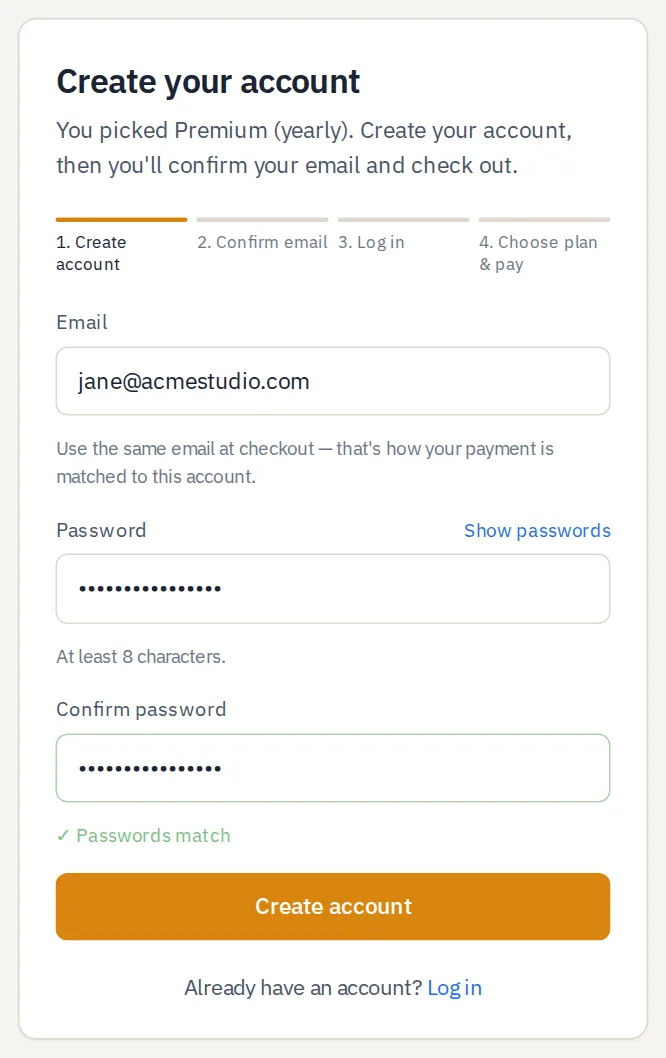 Create your account
You picked Premium (yearly). Create your account,
then you'll confirm your email and check out.
1. Create
account
2. Confirm email
3. Log in
4. Choose plan
& pay
Email
jane@acmestudio.com
Use the same email at checkout — that's how your payment is
matched to this account.
Password
Show passwords
••••••••••••••••
At least 8 characters.
Confirm password
••••••••••••••••
✓ Passwords match
Create account
Already have an account? Log in